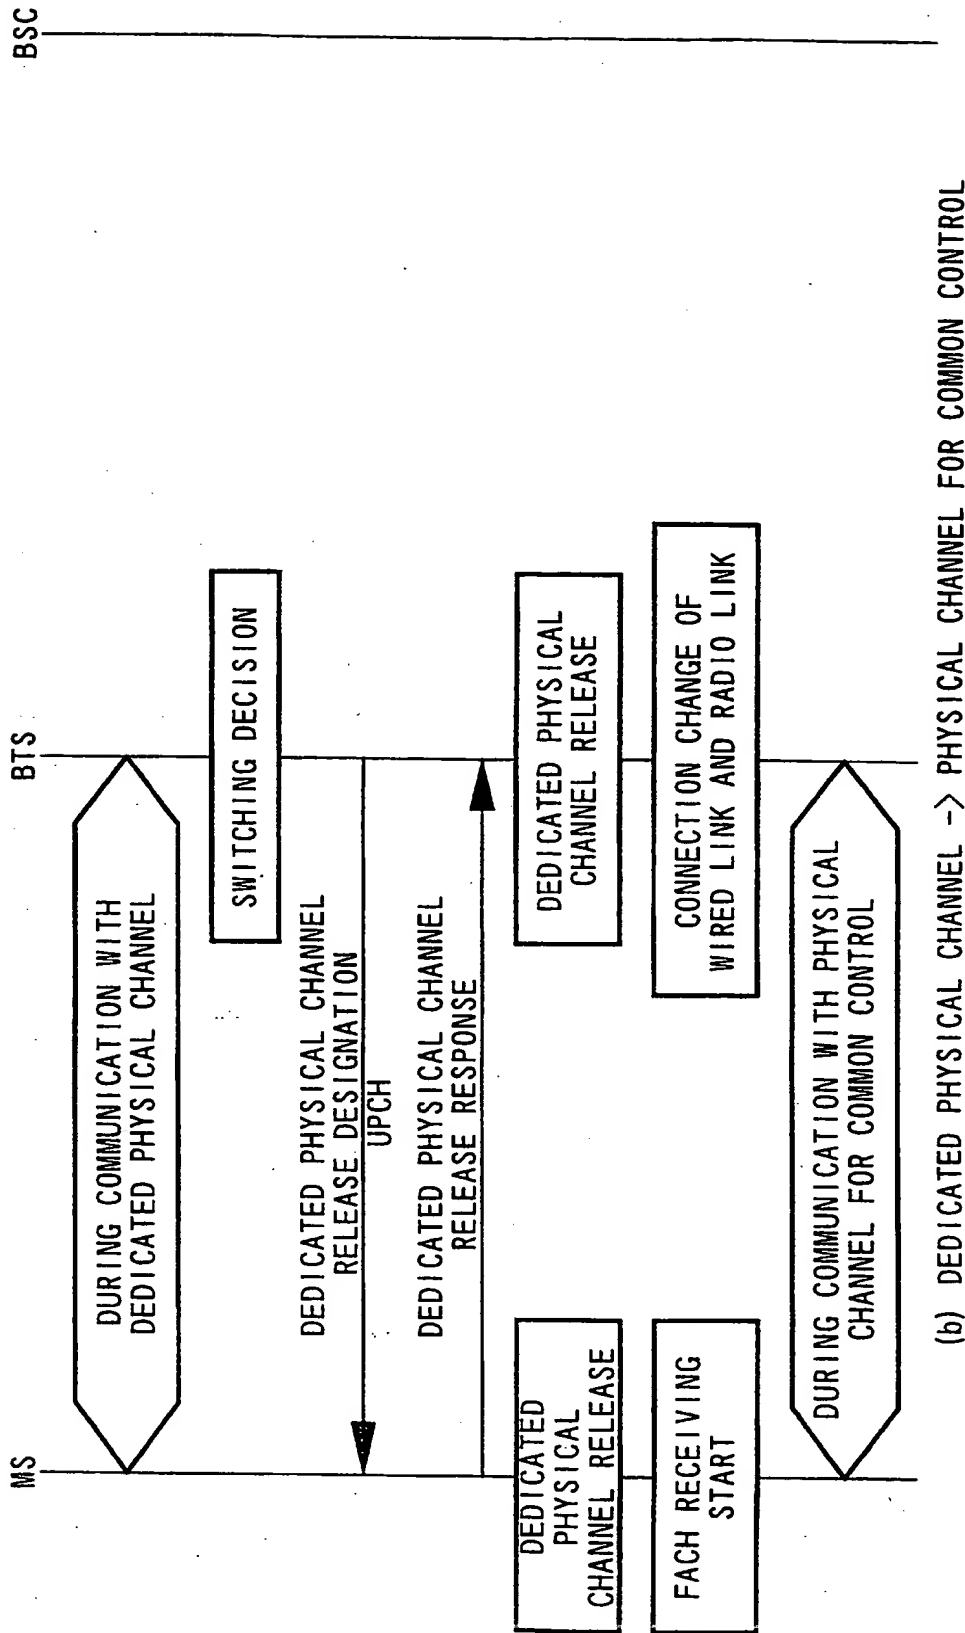 MS
BTS
BSC
DURING COMMUNICATION WITH
DEDICATED PHYSICAL CHANNEL
SWITCHING DECISION
DEDICATED PHYSICAL CHANNEL
RELEASE DESIGNATION
UPCH
DEDICATED PHYSICAL CHANNEL
RELEASE RESPONSE
DEDICATED
PHYSICAL
CHANNEL RELEASE
DEDICATED PHYSICAL
CHANNEL RELEASE
FACH RECEIVING
START
CONNECTION CHANGE OF
WIRED LINK AND RADIO LINK
DURING COMMUNICATION WITH PHYSICAL
CHANNEL FOR COMMON CONTROL
(b) DEDICATED PHYSICAL CHANNEL -> PHYSICAL CHANNEL FOR COMMON CONTROL